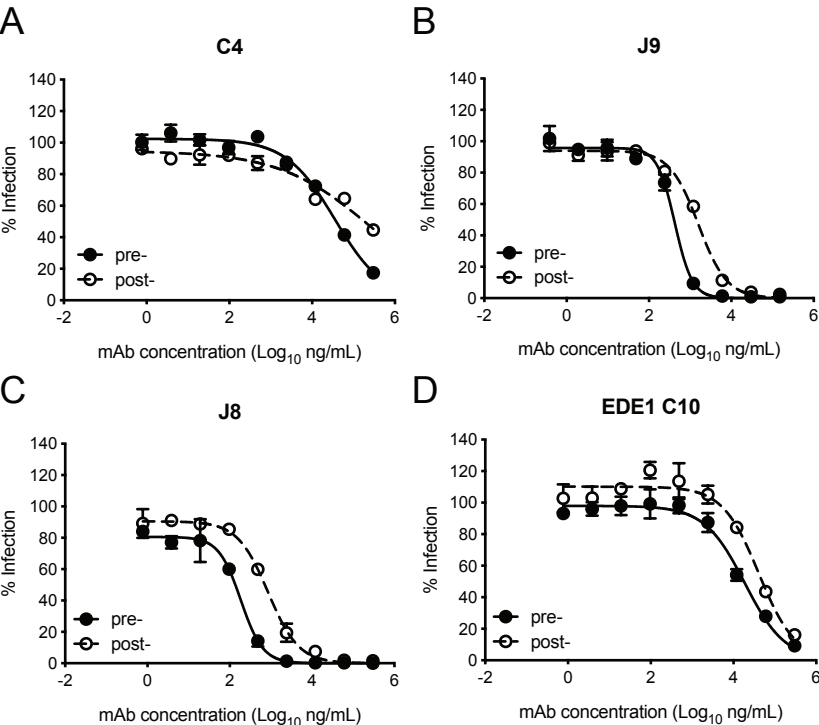 A
C4
140
120
100
80
60
40
20
0
% Infection
pre-
post-
-2 0 2 4 6
mAb concentration (Log10 ng/mL)
B
J9
140
120
100
80
60
40
20
0
% Infection
pre-
post-
-2 0 2 4 6
mAb concentration (Log10 ng/mL)
C
J8
140
120
100
80
60
40
20
0
% Infection
pre-
post-
-2 0 2 4 6
mAb concentration (Log10 ng/mL)
D
EDE1 C10
140
120
100
80
60
40
20
0
% Infection
pre-
post-
-2 0 2 4 6
mAb concentration (Log10 ng/mL)